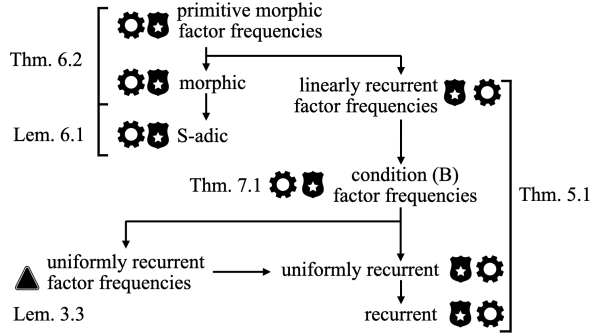 primitive morphic
factor frequencies
Thm. 6.2
morphic
linearly recurrent
factor frequencies
Lem. 6.1
S-adic
condition (B)
factor frequencies
Thm. 7.1
Thm. 5.1
uniformly recurrent
factor frequencies
uniformly recurrent
Lem. 3.3
recurrent